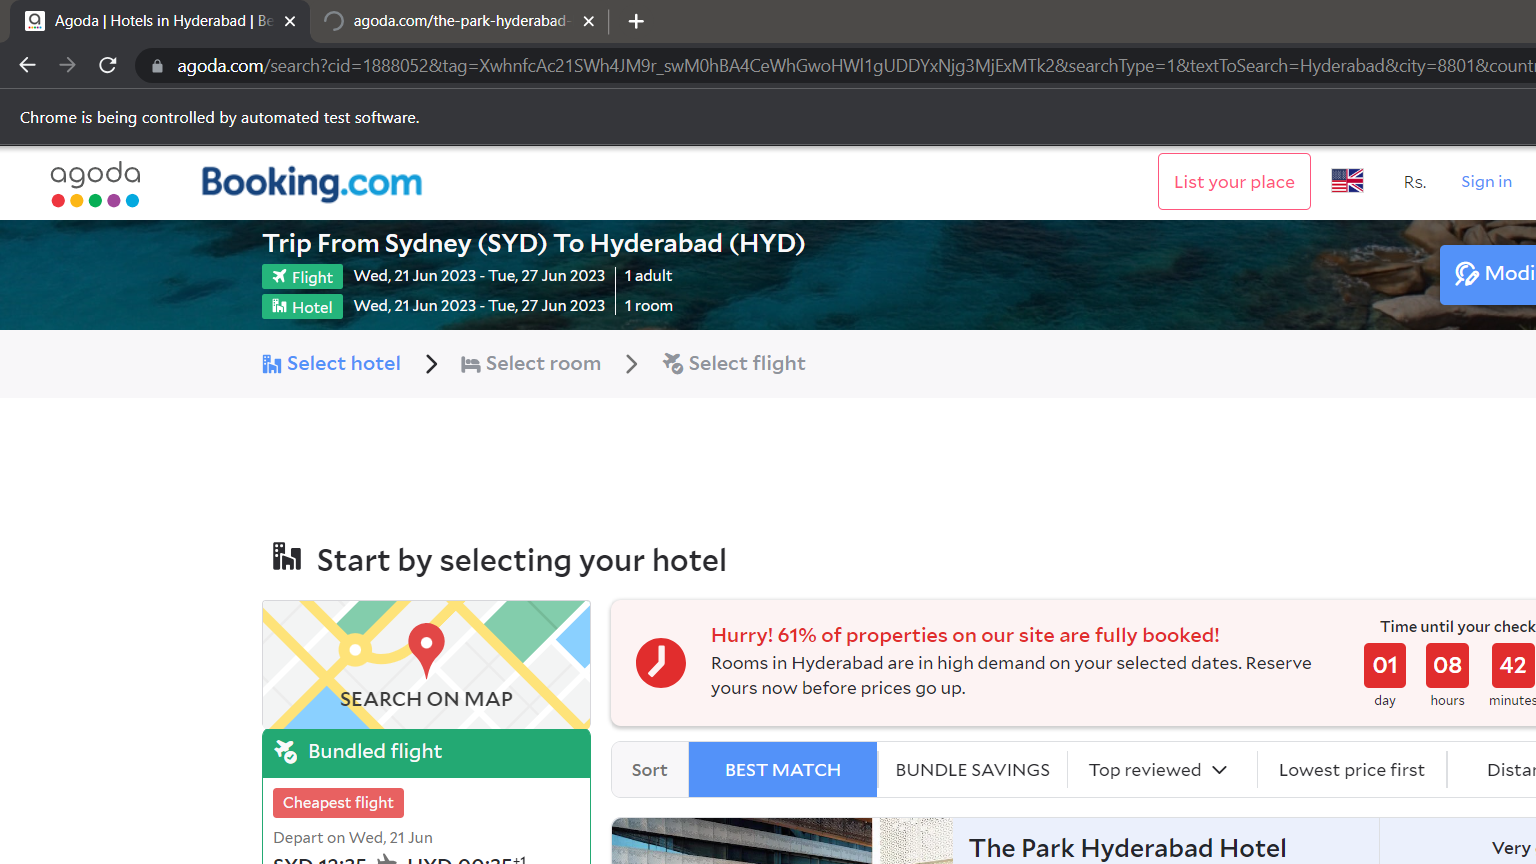 Agoda | Hotels in Hyderabad | Be
agoda.com/the-park-hyderabad-
agoda.com/search?cid=1888052&tag=XwhnfcAc21SWh4JM9r_swM0hBA4CeWhGwoHWl1gUDDYxNjg3MjExMTk2&searchType=1&textToSearch=Hyderabad&city=8801&countr
Chrome is being controlled by automated test software.
agoda
Booking.com
List your place
Rs.
Sign in
Trip From Sydney (SYD) To Hyderabad (HYD)
Flight Wed, 21 Jun 2023 - Tue, 27 Jun 2023 1 adult
Hotel Wed, 21 Jun 2023 - Tue, 27 Jun 2023 1 room
Modi
Select hotel
Select room
Select flight
Start by selecting your hotel
SEARCH ON MAP
Hurry! 61% of properties on our site are fully booked!
Rooms in Hyderabad are in high demand on your selected dates. Reserve
yours now before prices go up.
Time until your check
01 08 42
day hours minutes
Bundled flight
Cheapest flight
Depart on Wed, 21 Jun
SYD 12:35 HYD 00:35+1
Sort BEST MATCH BUNDLE SAVINGS Top reviewed Lowest price first Distan
The Park Hyderabad Hotel
Very